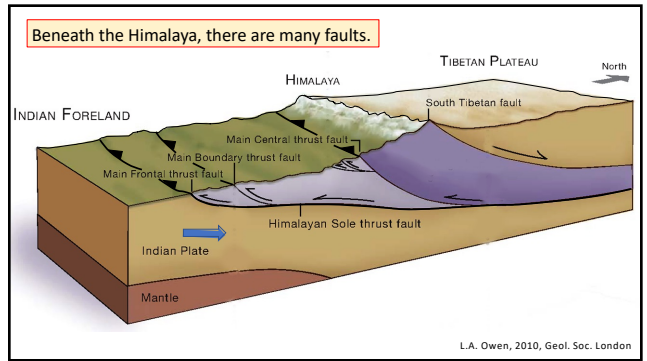 Beneath the Himalaya, there are many faults.
TIBETAN PLATEAU
North
HIMALAYA
South Tibetan fault
INDIAN FORELAND
Main Central thrust fault
Main Boundary thrust fault
Main Frontal thrust fault
Himalayan Sole thrust fault
Indian Plate
Mantle
L.A. Owen, 2010, Geol. Soc. London